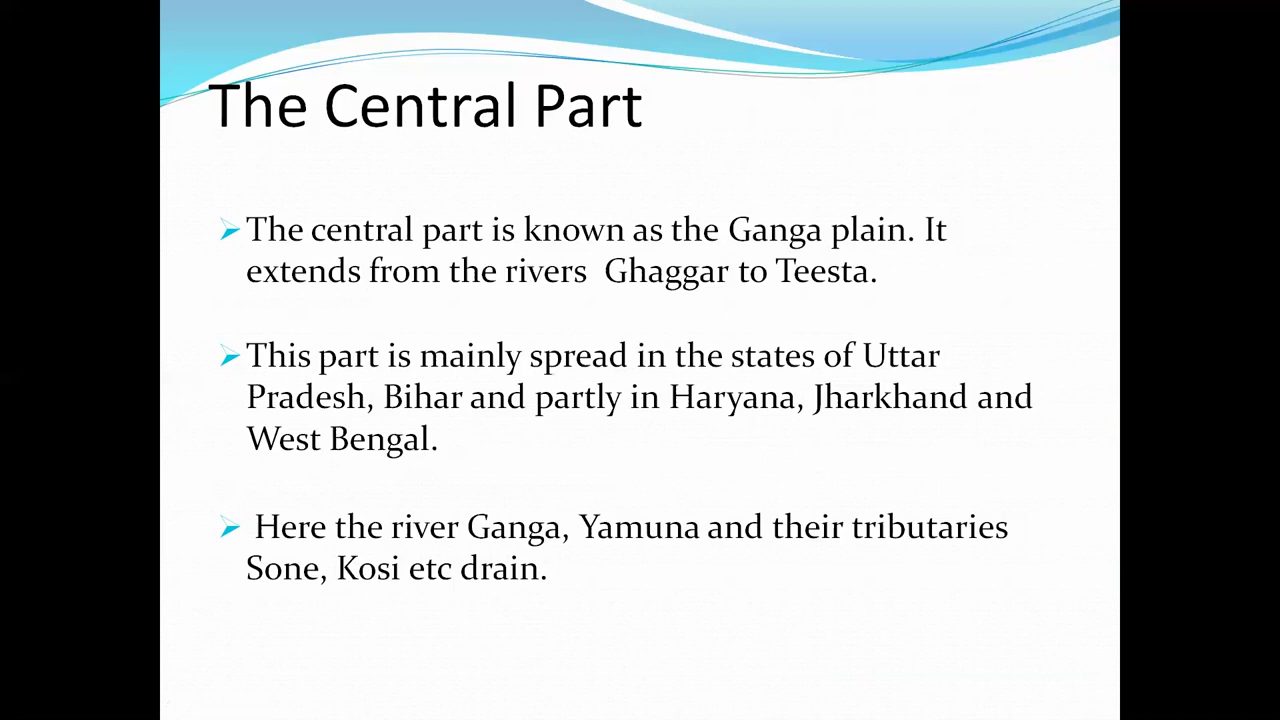 The Central Part
The central part is known as the Ganga plain. It
extends from the rivers  Ghaggar to Teesta.
This part is mainly spread in the states of Uttar
Pradesh, Bihar and partly in Haryana, Jharkhand and
West Bengal.
Here the river Ganga, Yamuna and their tributaries
Sone, Kosi etc drain.